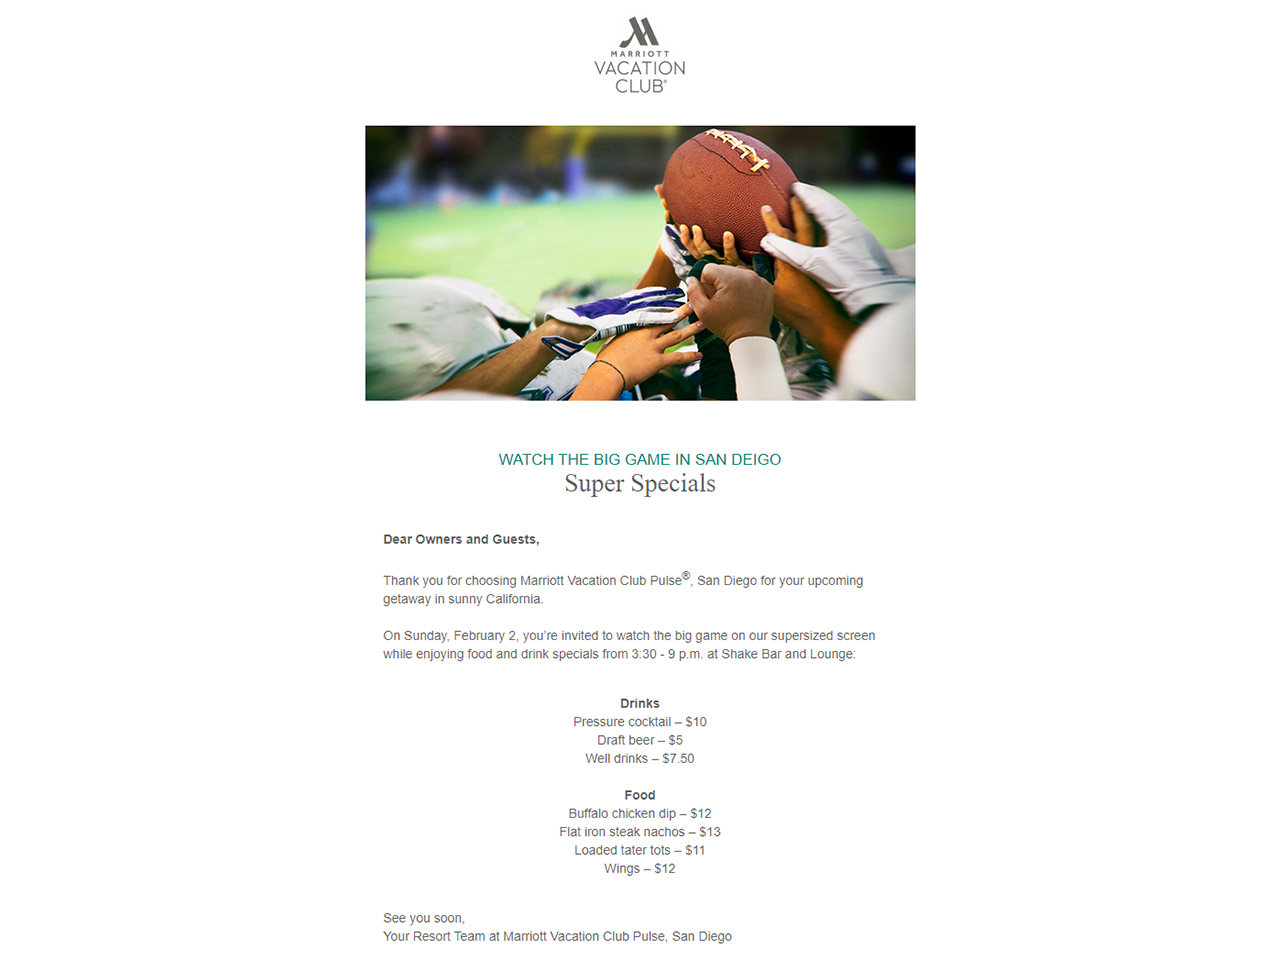 MARRIOTT
VACATION
CLUB®
WATCH THE BIG GAME IN SAN DEIGO
Super Specials
Dear Owners and Guests,
Thank you for choosing Marriott Vacation Club Pulse®, San Diego for your upcoming
getaway in sunny California.
On Sunday, February 2, you’re invited to watch the big game on our supersized screen
while enjoying food and drink specials from 3:30 - 9 p.m. at Shake Bar and Lounge:
Drinks
Pressure cocktail – $10
Draft beer – $5
Well drinks – $7.50
Food
Buffalo chicken dip – $12
Flat iron steak nachos – $13
Loaded tater tots – $11
Wings – $12
See you soon,
Your Resort Team at Marriott Vacation Club Pulse, San Diego